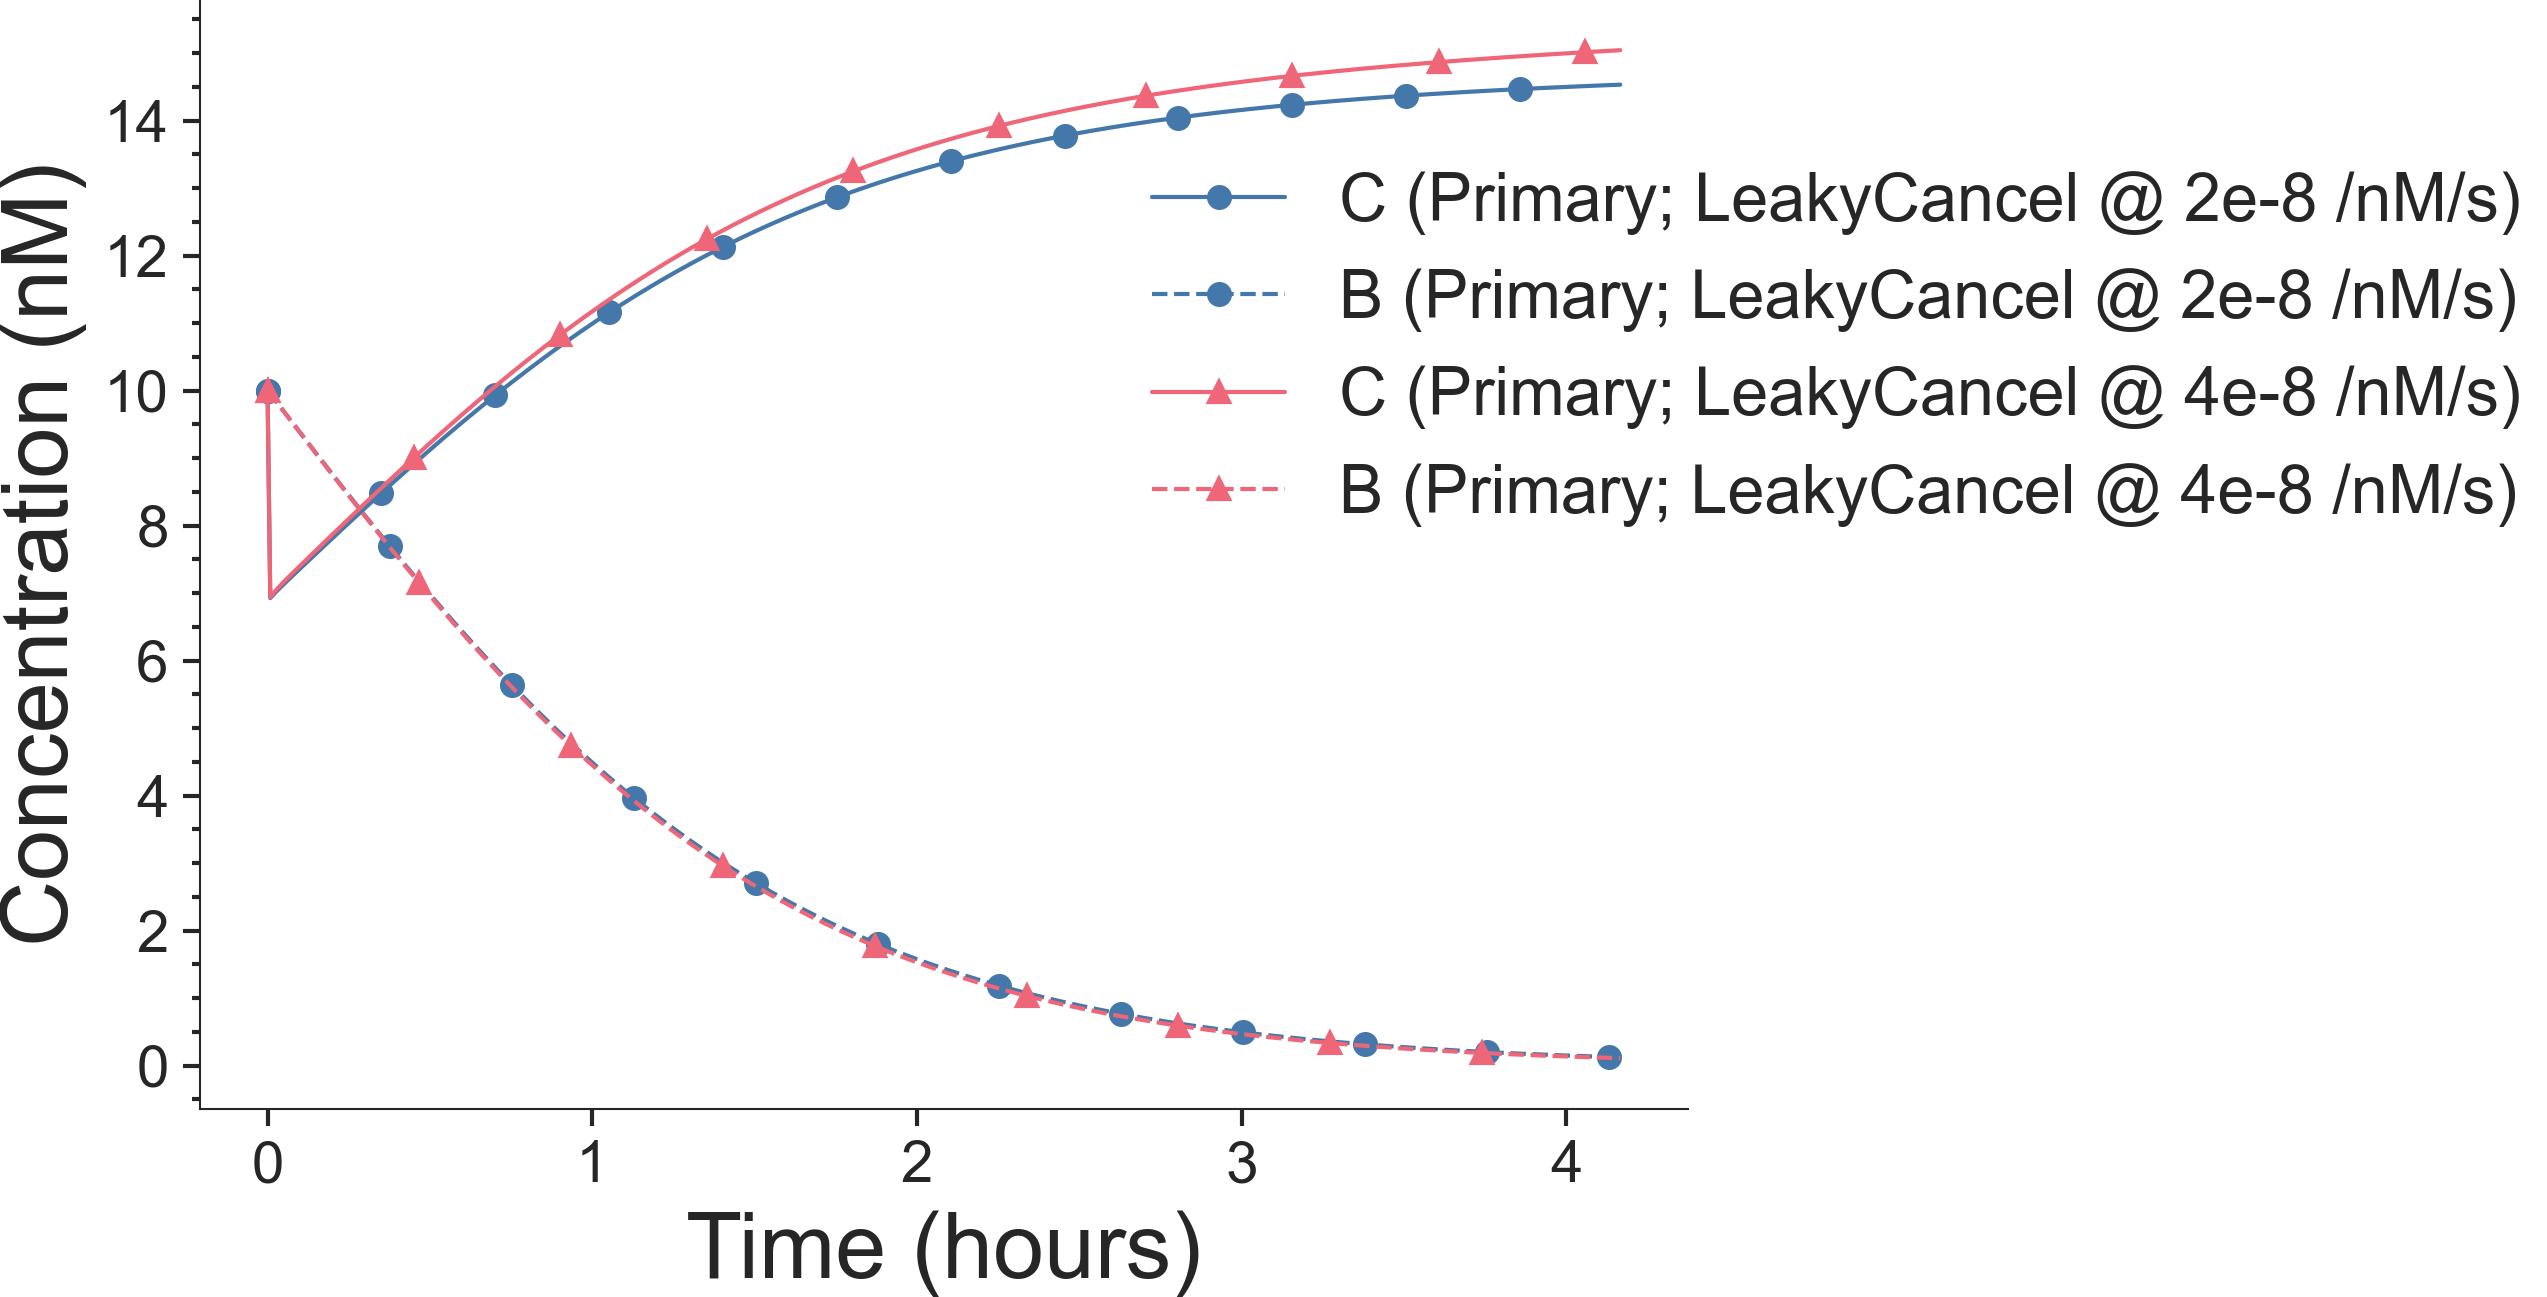 Concentration (nM)
14
12
10
8
6
4
2
0
0 1 2 3 4
Time (hours)
C (Primary; LeakyCancel @ 2e-8 /nM/s)
B (Primary; LeakyCancel @ 2e-8 /nM/s)
C (Primary; LeakyCancel @ 4e-8 /nM/s)
B (Primary; LeakyCancel @ 4e-8 /nM/s)